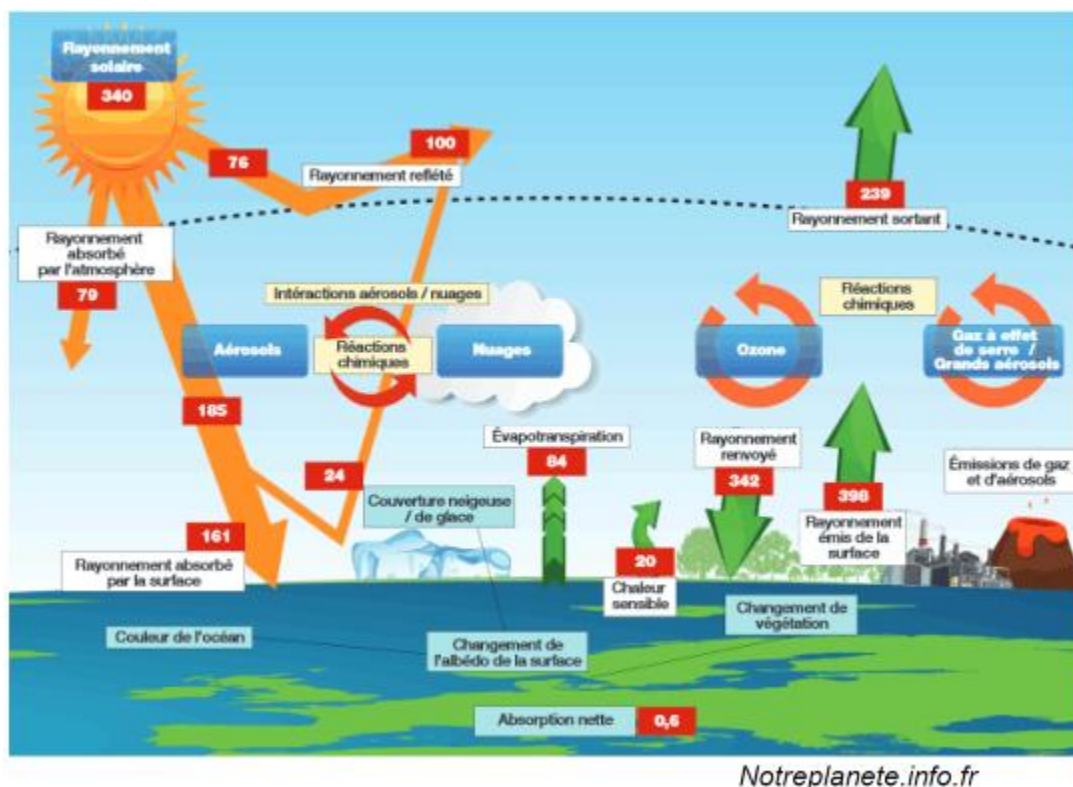 Rayonnement
solaire
340
76
100
Rayonnement reflété
239
Rayonnement sortant
Rayonnement
absorbé
par l'atmosphère
79
Intéractions aérosols / nuages
Aérosols
Réactions
chimiques
Nuages
Réactions
chimiques
Ozone
Gaz à effet
de serre /
Grands aérosols
185
Évapotranspiration
84
Rayonnement
renvoyé
342
24
Couverture neigeuse
/ de glace
398
Rayonnement
émis de la
surface
Émissions de gaz
et d'aérosols
161
Rayonnement absorbé
par la surface
20
Chaleur
sensible
Couleur de l'océan
Changement de
l'albédo de la surface
Changement de
végétation
Absorption nette
0,6
Notreplanete.info.fr